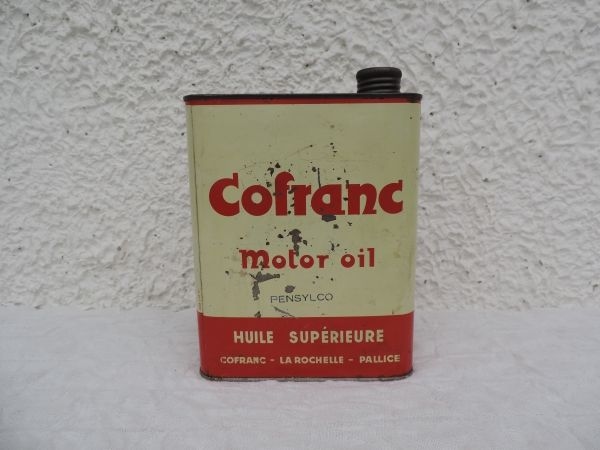 Cofranc
motor oil
PENSYLCO
HUILE SUPÉRIEURE
COFRANC - LA ROCHELLE - PALLICE